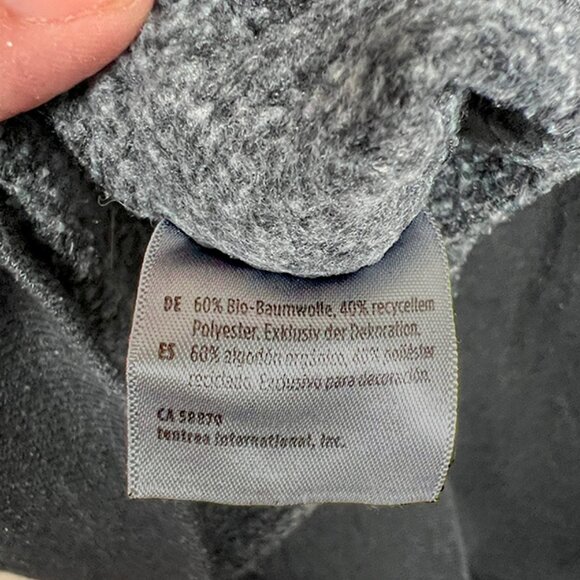 DE 60% Bio-Baumwolle, 40% recyceltem
Polyester. Exklusiv der Dekoration.
ES 60% algodón orgánico, 40% poliéster
reciclado. Exclusivo para decoración.
CA 58870
tentree International, Inc.